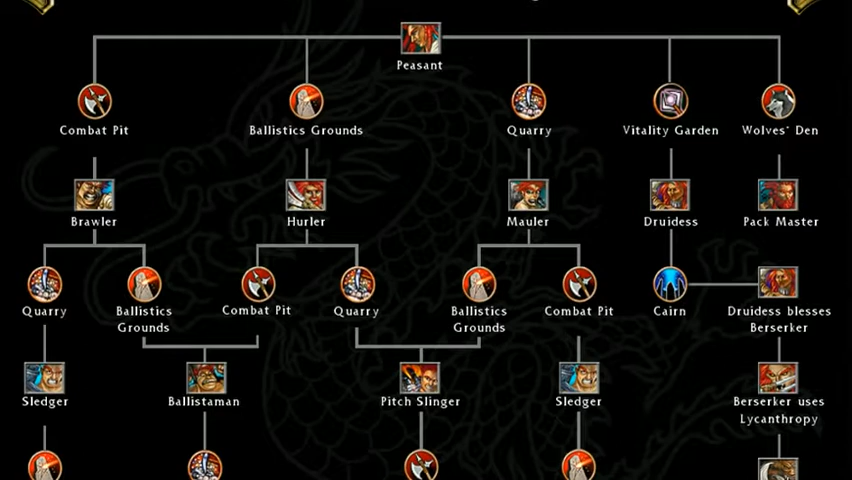 Peasant
Combat Pit
Ballistics Grounds
Quarry
Vitality Garden
Wolves' Den
Brawler
Hurler
Mauler
Druidess
Pack Master
Quarry
Ballistics
Grounds
Combat Pit
Quarry
Ballistics
Grounds
Combat Pit
Cairn
Druidess blesses
Berserker
Sledger
Ballistaman
Pitch Slinger
Sledger
Berserker uses
Lycanthropy